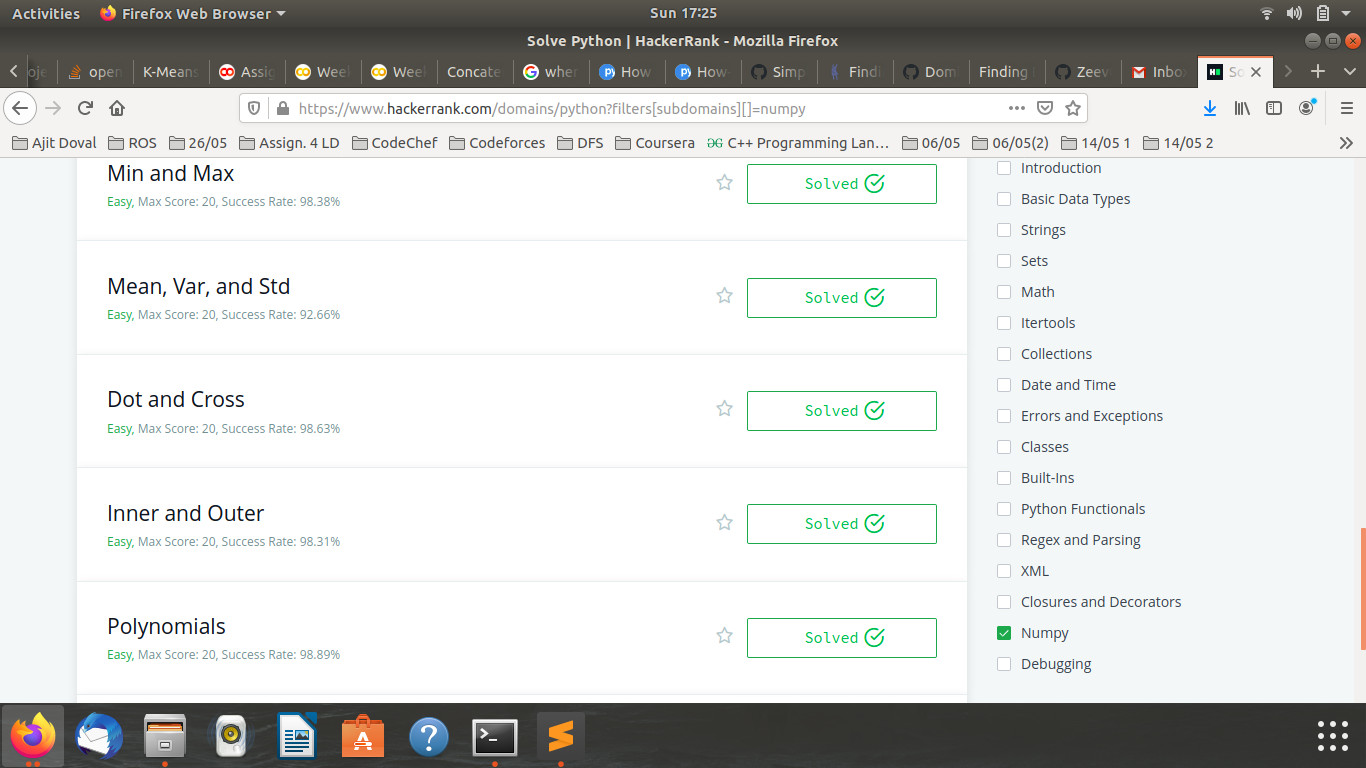 Activities Firefox Web Browser Sun 17:25
Solve Python | HackerRank - Mozilla Firefox
open K-Means Assig Week Week Concate wher How How Simp Findi Dom Finding Zeev Inbo
https://www.hackerrank.com/domains/python?filters[subdomains][]=numpy
Ajit Doval ROS 26/05 Assign. 4 LD CodeChef Codeforces DFS Coursera C++ Programming Lan… 06/05 06/05(2) 14/05 1 14/05 2
Min and Max
Easy, Max Score: 20, Success Rate: 98.38%
Solved
Mean, Var, and Std
Easy, Max Score: 20, Success Rate: 92.66%
Solved
Dot and Cross
Easy, Max Score: 20, Success Rate: 98.63%
Solved
Inner and Outer
Easy, Max Score: 20, Success Rate: 98.31%
Solved
Polynomials
Easy, Max Score: 20, Success Rate: 98.89%
Solved
Introduction
Basic Data Types
Strings
Sets
Math
Itertools
Collections
Date and Time
Errors and Exceptions
Classes
Built-Ins
Python Functionals
Regex and Parsing
XML
Closures and Decorators
Numpy
Debugging